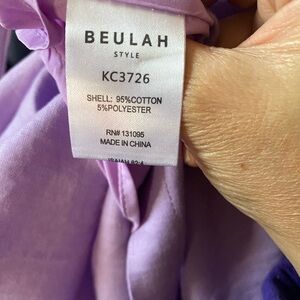 BEULAH
STYLE
KC3726
SHELL: 95%COTTON
5%POLYESTER
RN# 131095
MADE IN CHINA